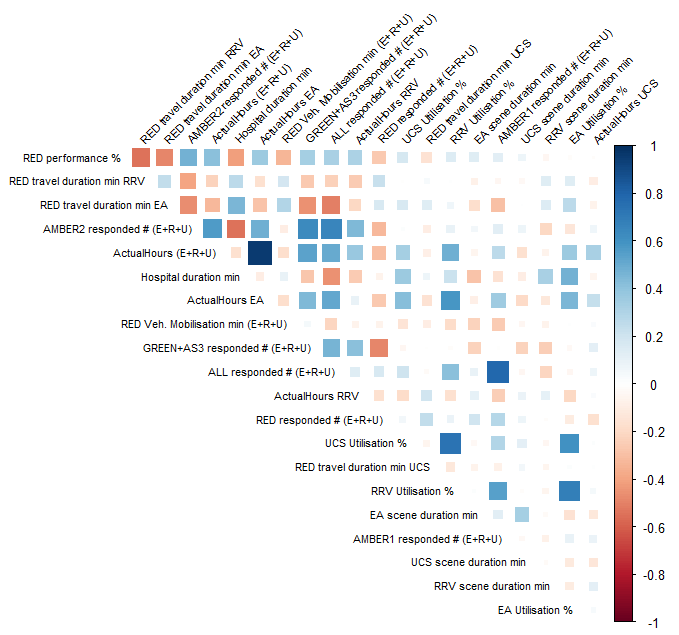 RED travel duration min RRV
RED travel duration min EA
AMBER2 responded # (E+R+U)
ActualHours (E+R+U)
Hospital duration min
ActualHours EA
RED Veh. Mobilisation min (E+R+U)
GREEN+AS3 responded # (E+R+U)
ALL responded # (E+R+U)
ActualHours RRV
RED responded # (E+R+U)
UCS Utilisation %
RED travel duration min UCS
RRV Utilisation %
EA scene duration min
AMBER1 responded # (E+R+U)
UCS scene duration min
RRV scene duration min
EA Utilisation %
ActualHours UCS
RED performance %
RED travel duration min RRV
RED travel duration min EA
AMBER2 responded # (E+R+U)
ActualHours (E+R+U)
Hospital duration min
ActualHours EA
RED Veh. Mobilisation min (E+R+U)
GREEN+AS3 responded # (E+R+U)
ALL responded # (E+R+U)
ActualHours RRV
RED responded # (E+R+U)
UCS Utilisation %
RED travel duration min UCS
RRV Utilisation %
EA scene duration min
AMBER1 responded # (E+R+U)
UCS scene duration min
RRV scene duration min
EA Utilisation %
1
0.8
0.6
0.4
0.2
0
-0.2
-0.4
-0.6
-0.8
-1